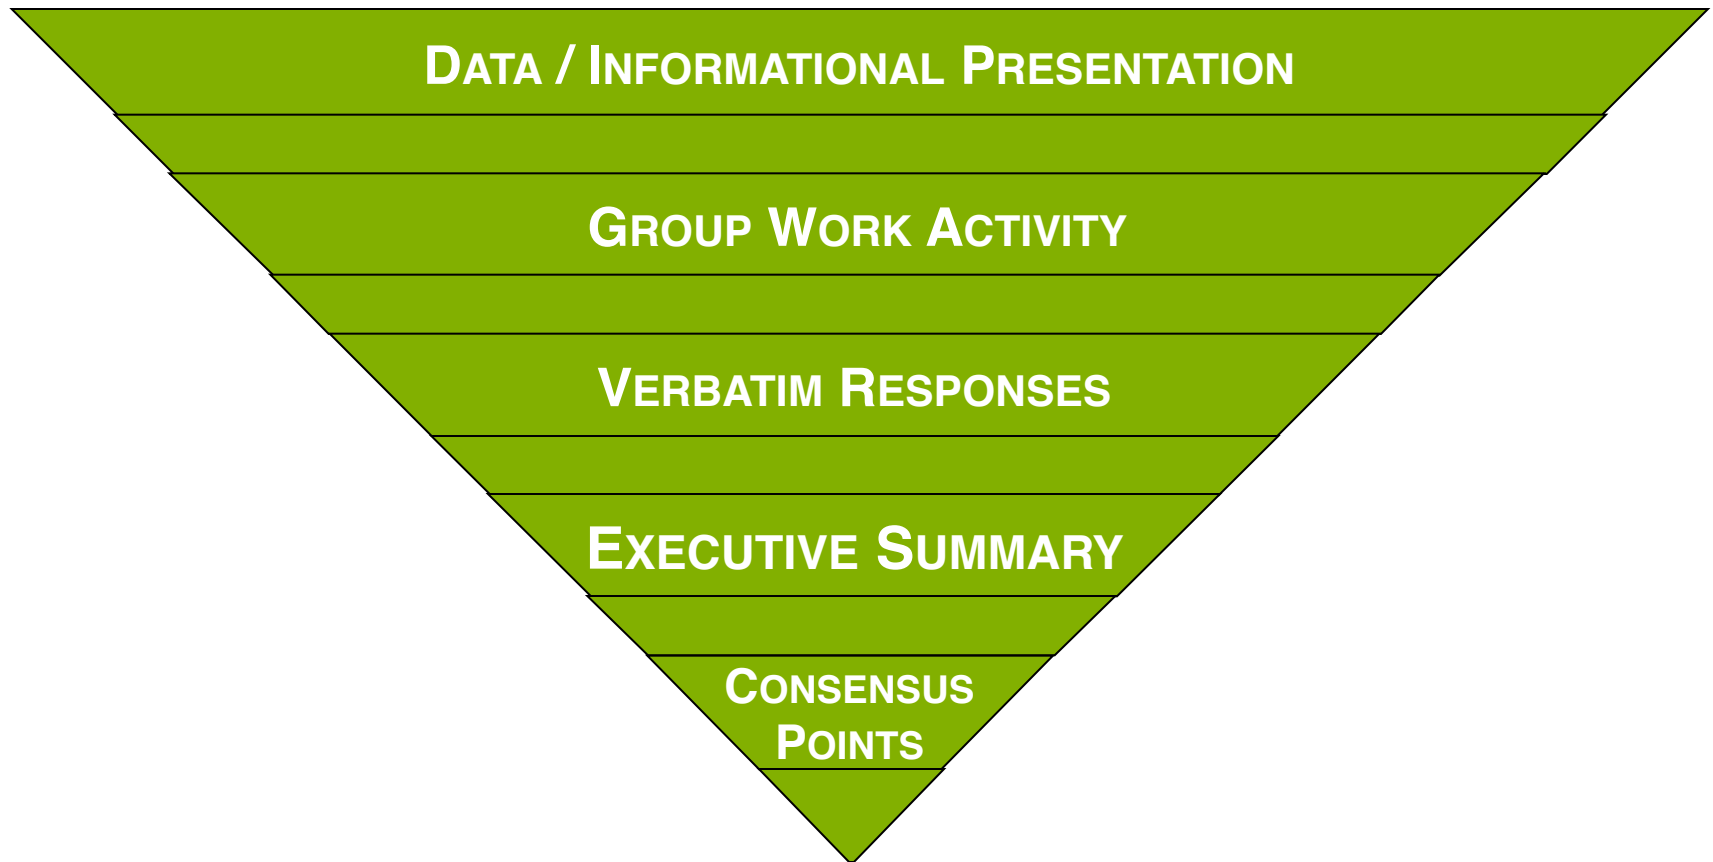 DATA / INFORMATIONAL PRESENTATION
GROUP WORK ACTIVITY
VERBATIM RESPONSES
EXECUTIVE SUMMARY
CONSENSUS
POINTS